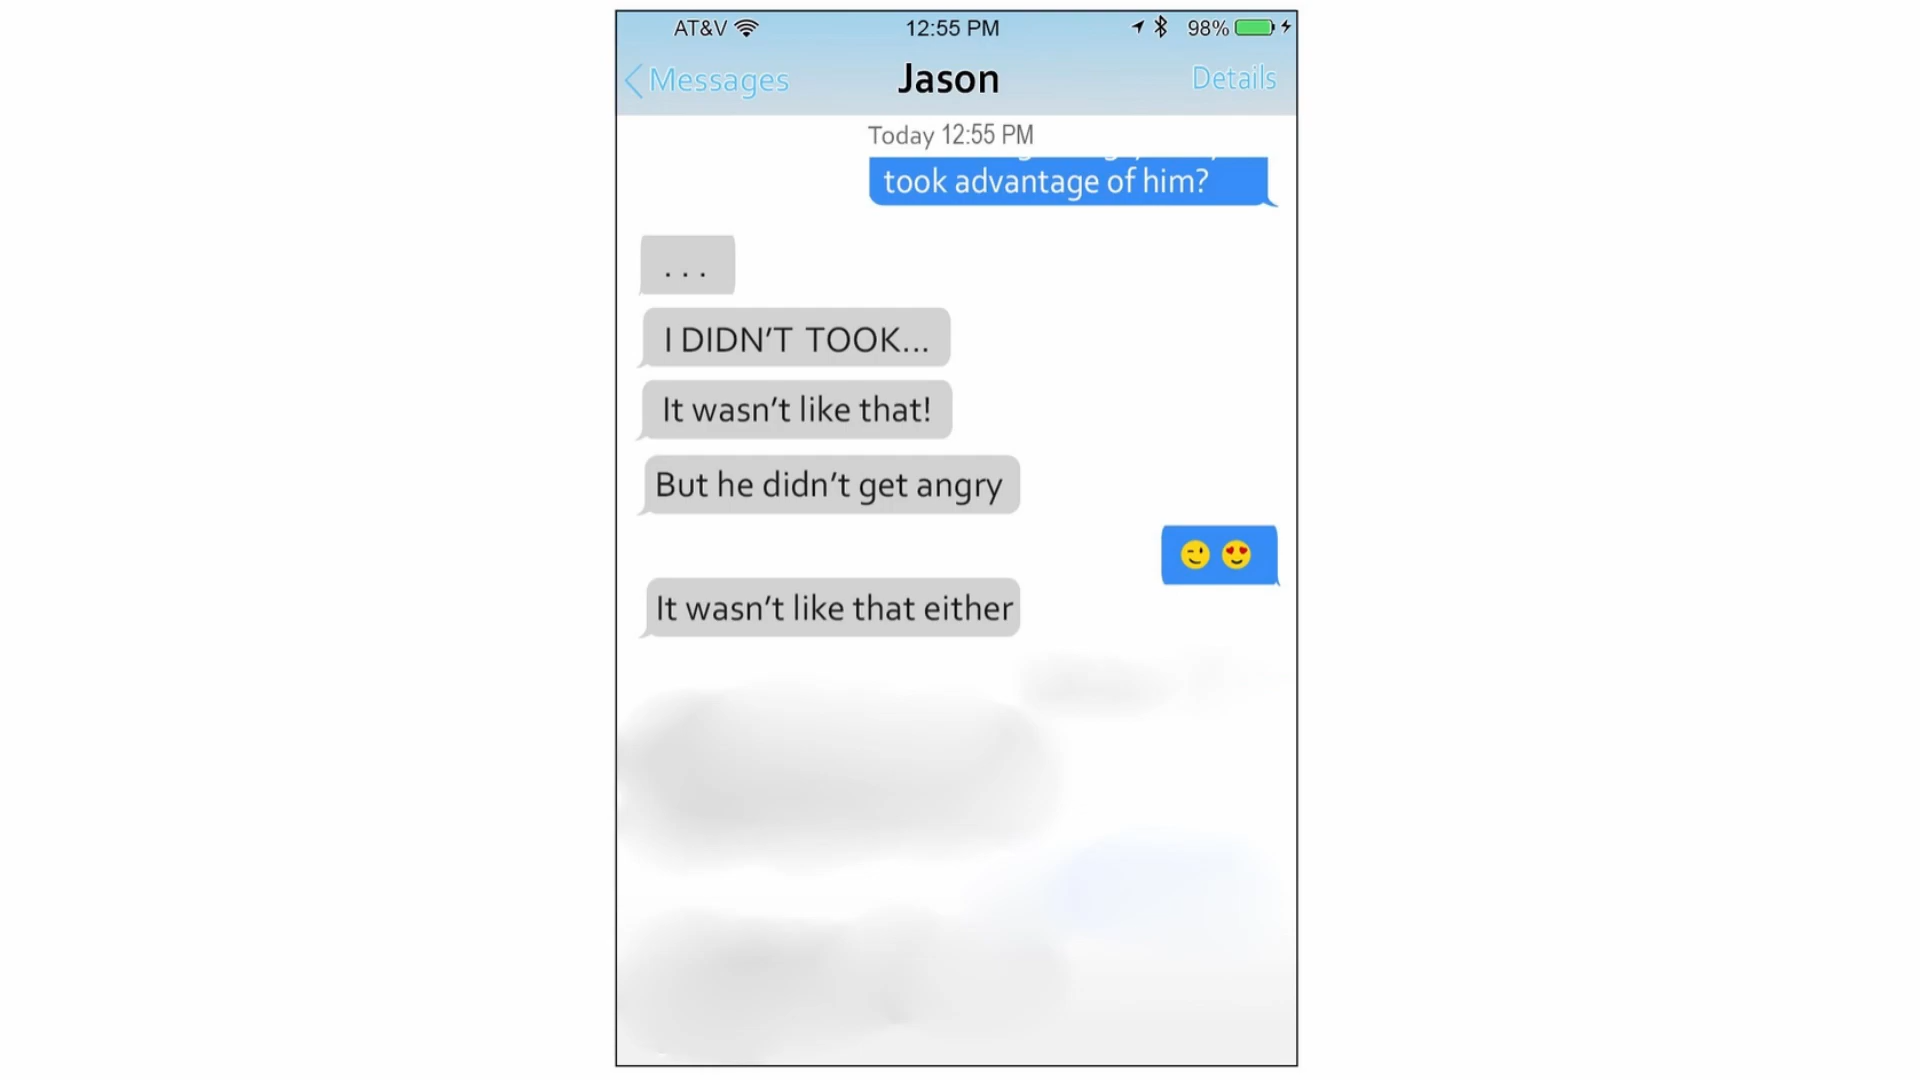 AT&V 12:55 PM 98%
Messages Jason Details
Today 12:55 PM
took advantage of him?
...
I DIDN'T TOOK...
It wasn't like that!
But he didn't get angry
😉 😍
It wasn't like that either